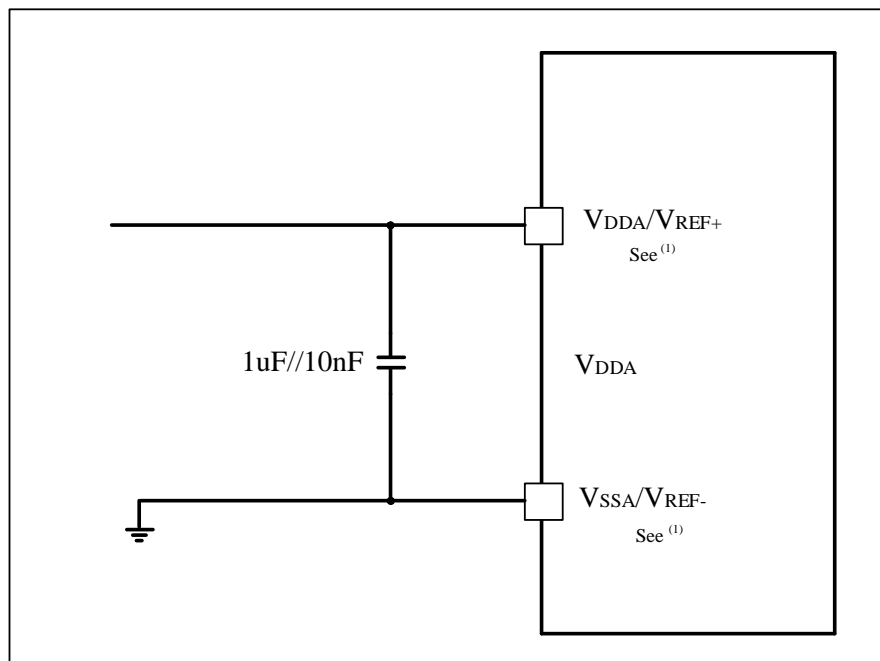 VDDA/VREF+
See (1)
1uF//10nF
VDDA
VSSA/VREF-
See (1)